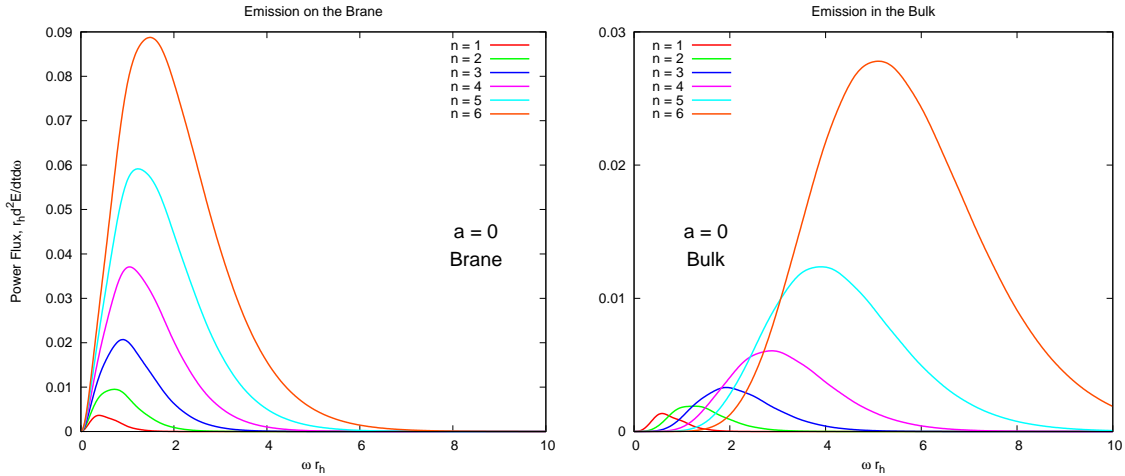 Emission on the Brane
Power Flux, r_h d^2E/dtdω
0.09
0.08
0.07
0.06
0.05
0.04
0.03
0.02
0.01
0
n = 1
n = 2
n = 3
n = 4
n = 5
n = 6
a = 0
Brane
0 2 4 6 8 10
ω r_h
Emission in the Bulk
0.03
0.02
0.01
0
n = 1
n = 2
n = 3
n = 4
n = 5
n = 6
a = 0
Bulk
0 2 4 6 8 10
ω r_h